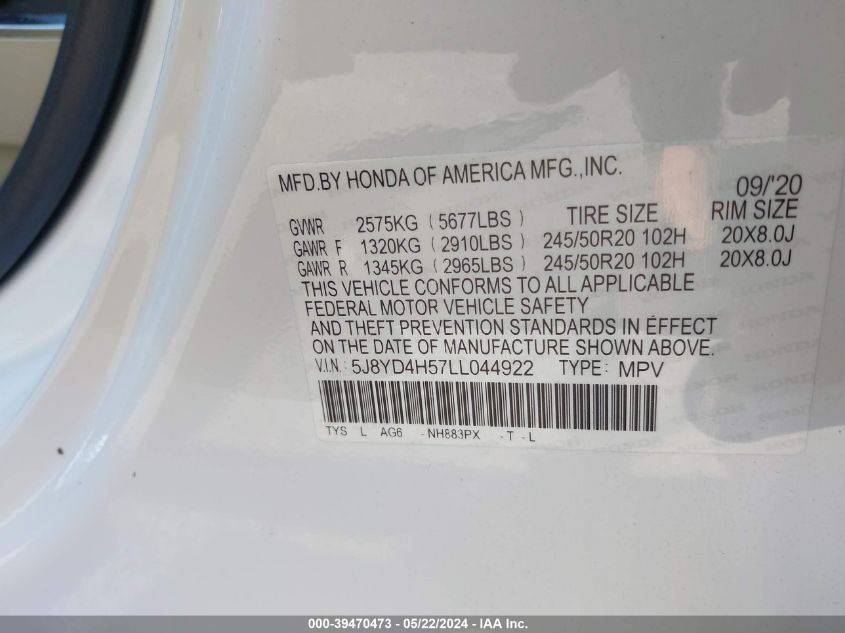 MFD.BY HONDA OF AMERICA MFG.,INC.
09/'20
GVWR 2575KG (5677LBS) TIRE SIZE RIM SIZE
GAWR F 1320KG (2910LBS) 245/50R20 102H 20X8.0J
GAWR R 1345KG (2965LBS) 245/50R20 102H 20X8.0J
THIS VEHICLE CONFORMS TO ALL APPLICABLE
FEDERAL MOTOR VEHICLE SAFETY
AND THEFT PREVENTION STANDARDS IN EFFECT
ON THE DATE OF MANUFACTURE SHOWN ABOVE.
V.I.N: 5J8YD4H57LL044922 TYPE: MPV
TYS L AG6 -NH883PX -T-L
000-39470473 - 05/22/2024 - IAAI Inc.